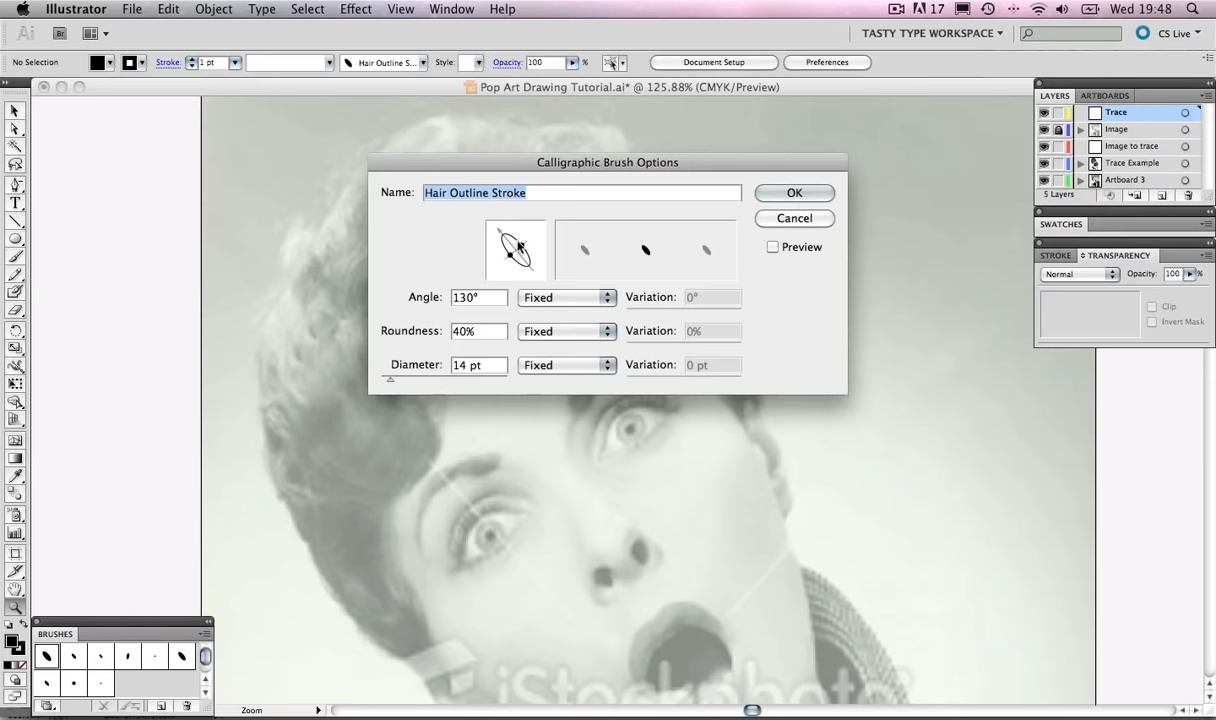 Illustrator File Edit Object Type Select Effect View Window Help 17 Wed 19:48
Ai Br TASTY TYPE WORKSPACE CS Live
No Selection Stroke: 1 pt Hair Outline S... Style: Opacity: 100 % Document Setup Preferences
Pop Art Drawing Tutorial.ai* @ 125.88% (CMYK/Preview)
LAYERS ARTBOARDS
Trace
Image
Image to trace
Trace Example
Artboard 3
5 Layers
SWATCHES
STROKE TRANSPARENCY
Normal Opacity: 100 %
Clip
Invert Mask
Calligraphic Brush Options
Name: Hair Outline Stroke OK
Cancel
Preview
Angle: 130° Fixed Variation: 0°
Roundness: 40% Fixed Variation: 0%
Diameter: 14 pt Fixed Variation: 0 pt
BRUSHES
iStockphoto
Zoom